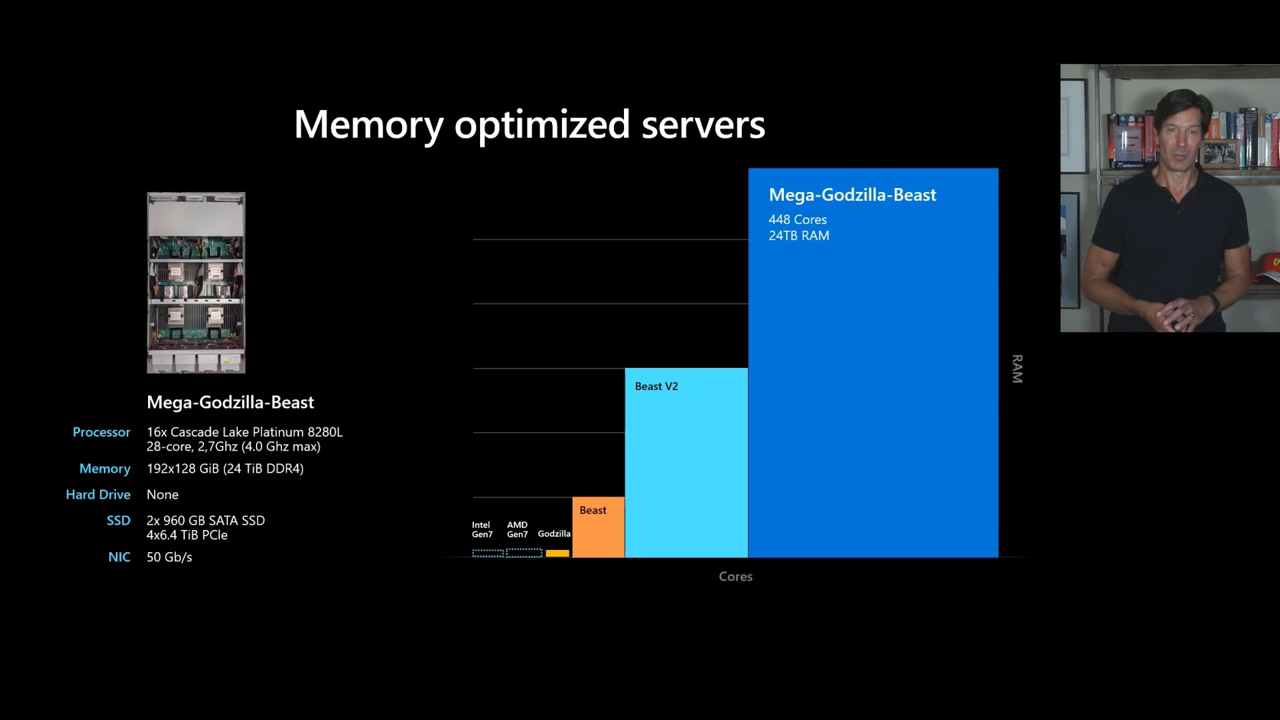 Memory optimized servers
Mega-Godzilla-Beast
Processor 16x Cascade Lake Platinum 8280L
28-core, 2,7Ghz (4.0 Ghz max)
Memory 192x128 GiB (24 TiB DDR4)
Hard Drive None
SSD 2x 960 GB SATA SSD
4x6.4 TiB PCIe
NIC 50 Gb/s
Intel
Gen7
AMD
Gen7
Godzilla
Beast
Beast V2
Mega-Godzilla-Beast
448 Cores
24TB RAM
RAM
Cores